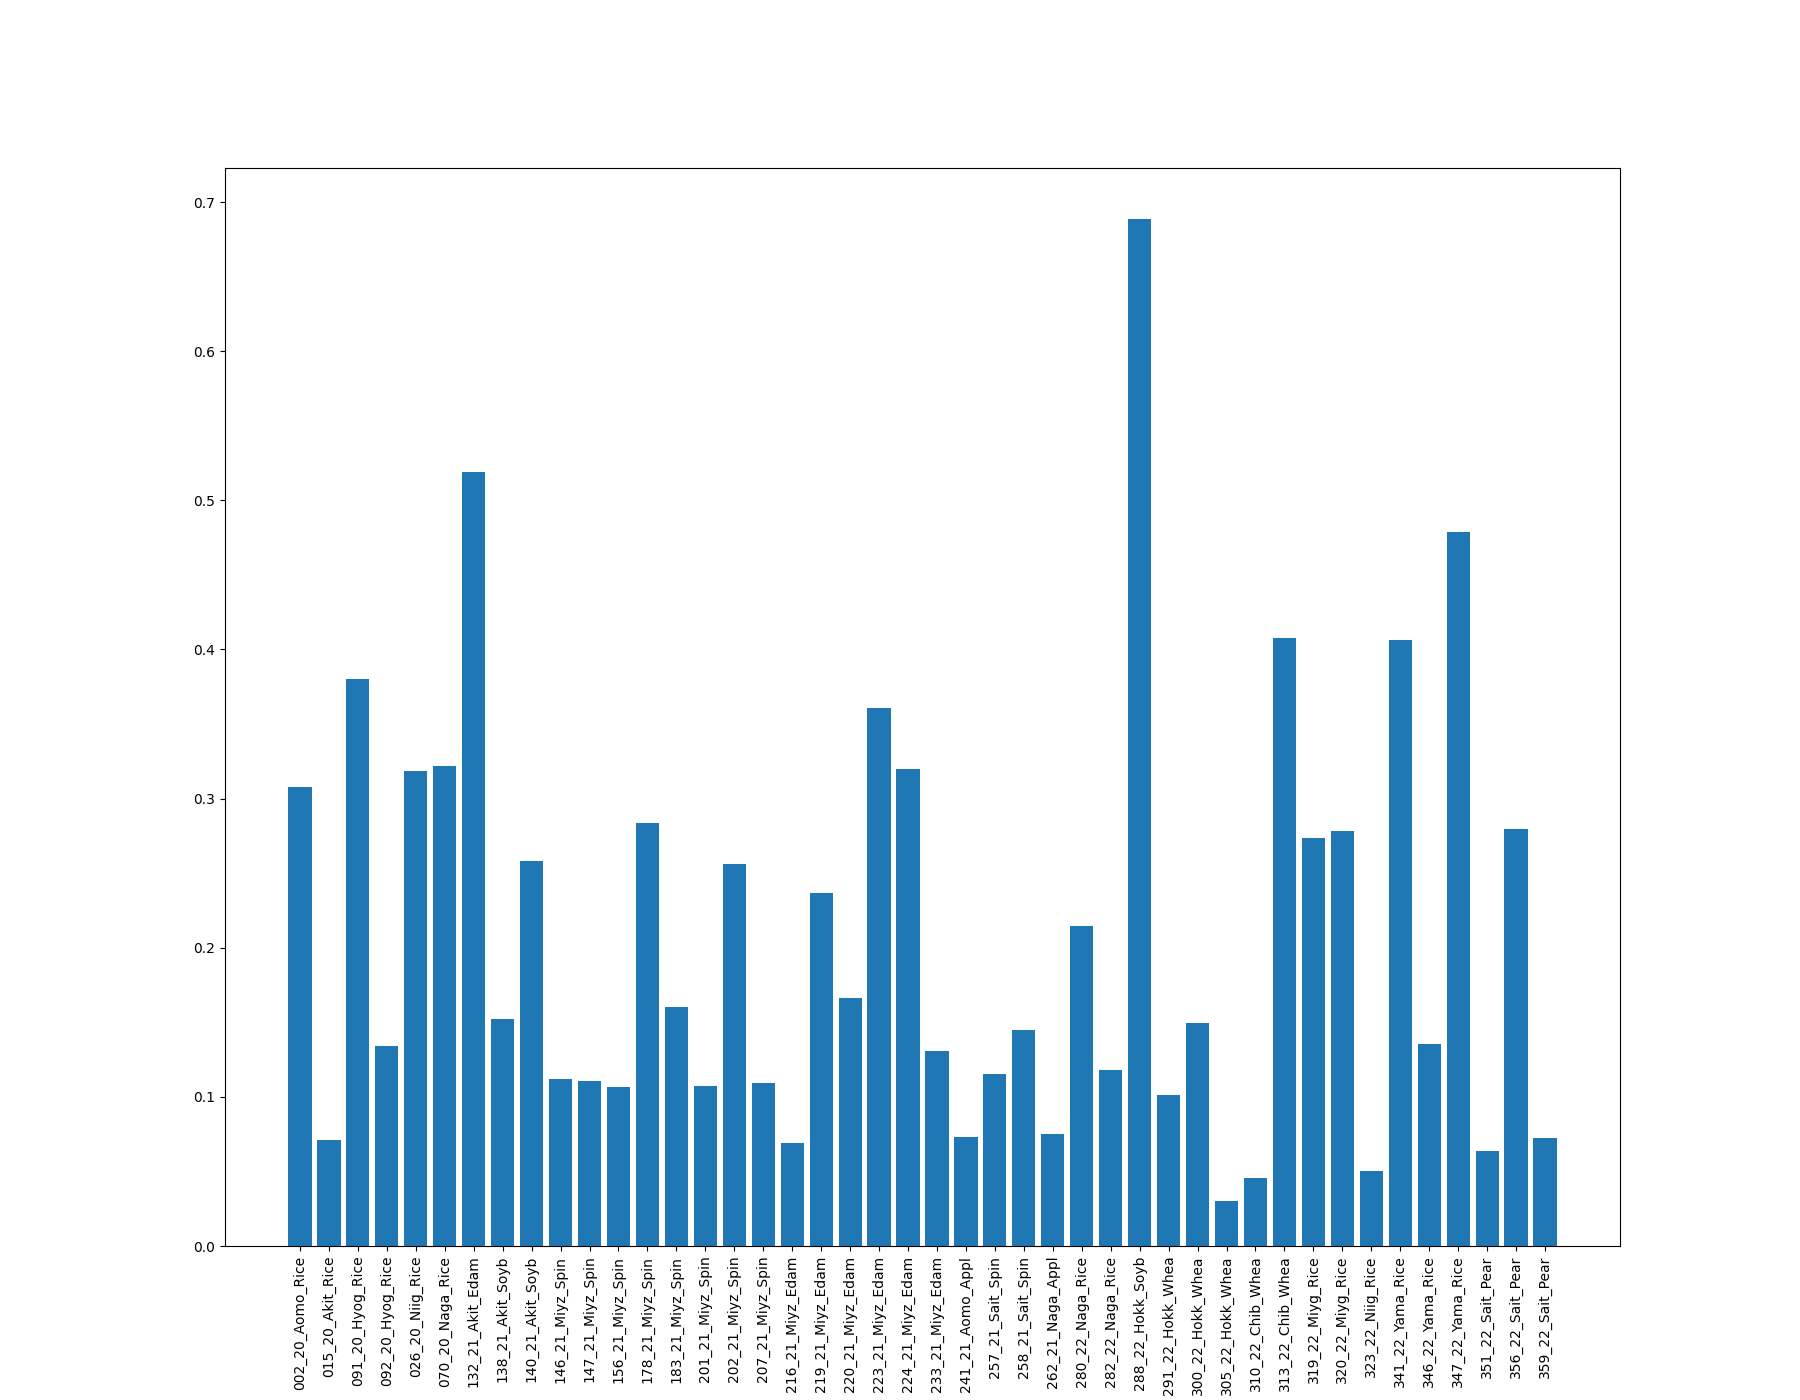 0.7
0.6
0.5
0.4
0.3
0.2
0.1
0.0
002_20_Aomo_Rice
015_20_Akit_Rice
091_20_Hyog_Rice
092_20_Hyog_Rice
026_20_Niig_Rice
070_20_Naga_Rice
132_21_Akit_Edam
138_21_Akit_Soyb
140_21_Akit_Soyb
146_21_Miyz_Spin
147_21_Miyz_Spin
156_21_Miyz_Spin
178_21_Miyz_Spin
183_21_Miyz_Spin
201_21_Miyz_Spin
202_21_Miyz_Spin
207_21_Miyz_Spin
216_21_Miyz_Edam
219_21_Miyz_Edam
220_21_Miyz_Edam
223_21_Miyz_Edam
224_21_Miyz_Edam
233_21_Miyz_Edam
241_21_Aomo_Appl
257_21_Sait_Spin
258_21_Sait_Spin
262_21_Naga_Appl
280_22_Naga_Rice
282_22_Naga_Rice
288_22_Hokk_Soyb
291_22_Hokk_Whea
300_22_Hokk_Whea
305_22_Hokk_Whea
310_22_Chib_Whea
313_22_Chib_Whea
319_22_Miyg_Rice
320_22_Miyg_Rice
323_22_Niig_Rice
341_22_Yama_Rice
346_22_Yama_Rice
347_22_Yama_Rice
351_22_Sait_Pear
356_22_Sait_Pear
359_22_Sait_Pear